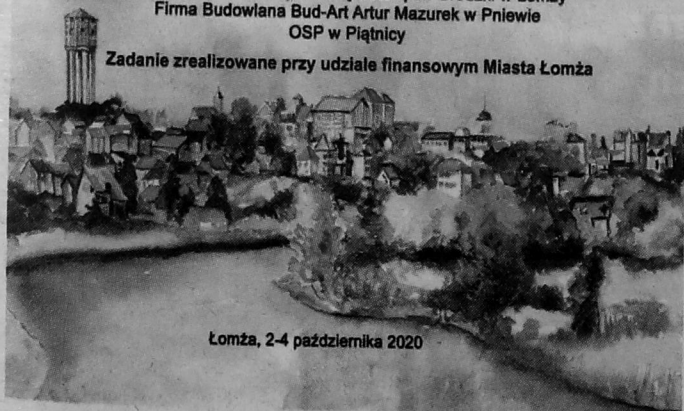 w Łomży
Firma Budowlana Bud-Art Artur Mazurek w Pniewie
OSP w Piątnicy
Zadanie zrealizowane przy udziale finansowym Miasta Łomża
Łomża, 2-4 października 2020